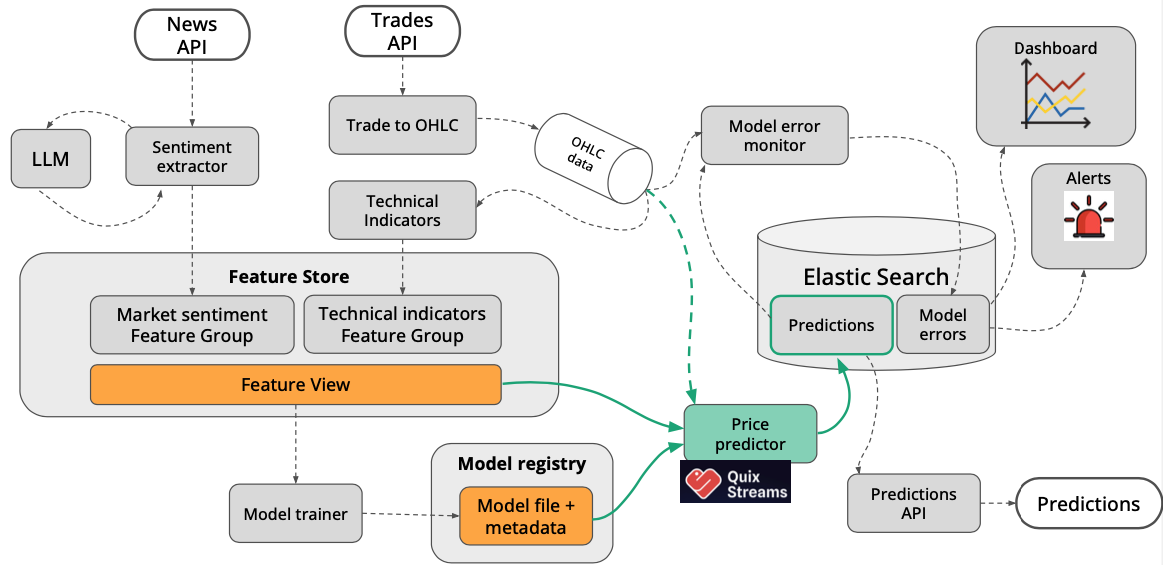 News
API
Trades
API
Dashboard
Trade to OHLC
OHLC
data
Model error
monitor
LLM
Sentiment
extractor
Technical
Indicators
Alerts
Feature Store
Elastic Search
Market sentiment
Feature Group
Technical indicators
Feature Group
Predictions
Model
errors
Feature View
Price
predictor
Model registry
Quix
Streams
Model trainer
Model file +
metadata
Predictions
API
Predictions